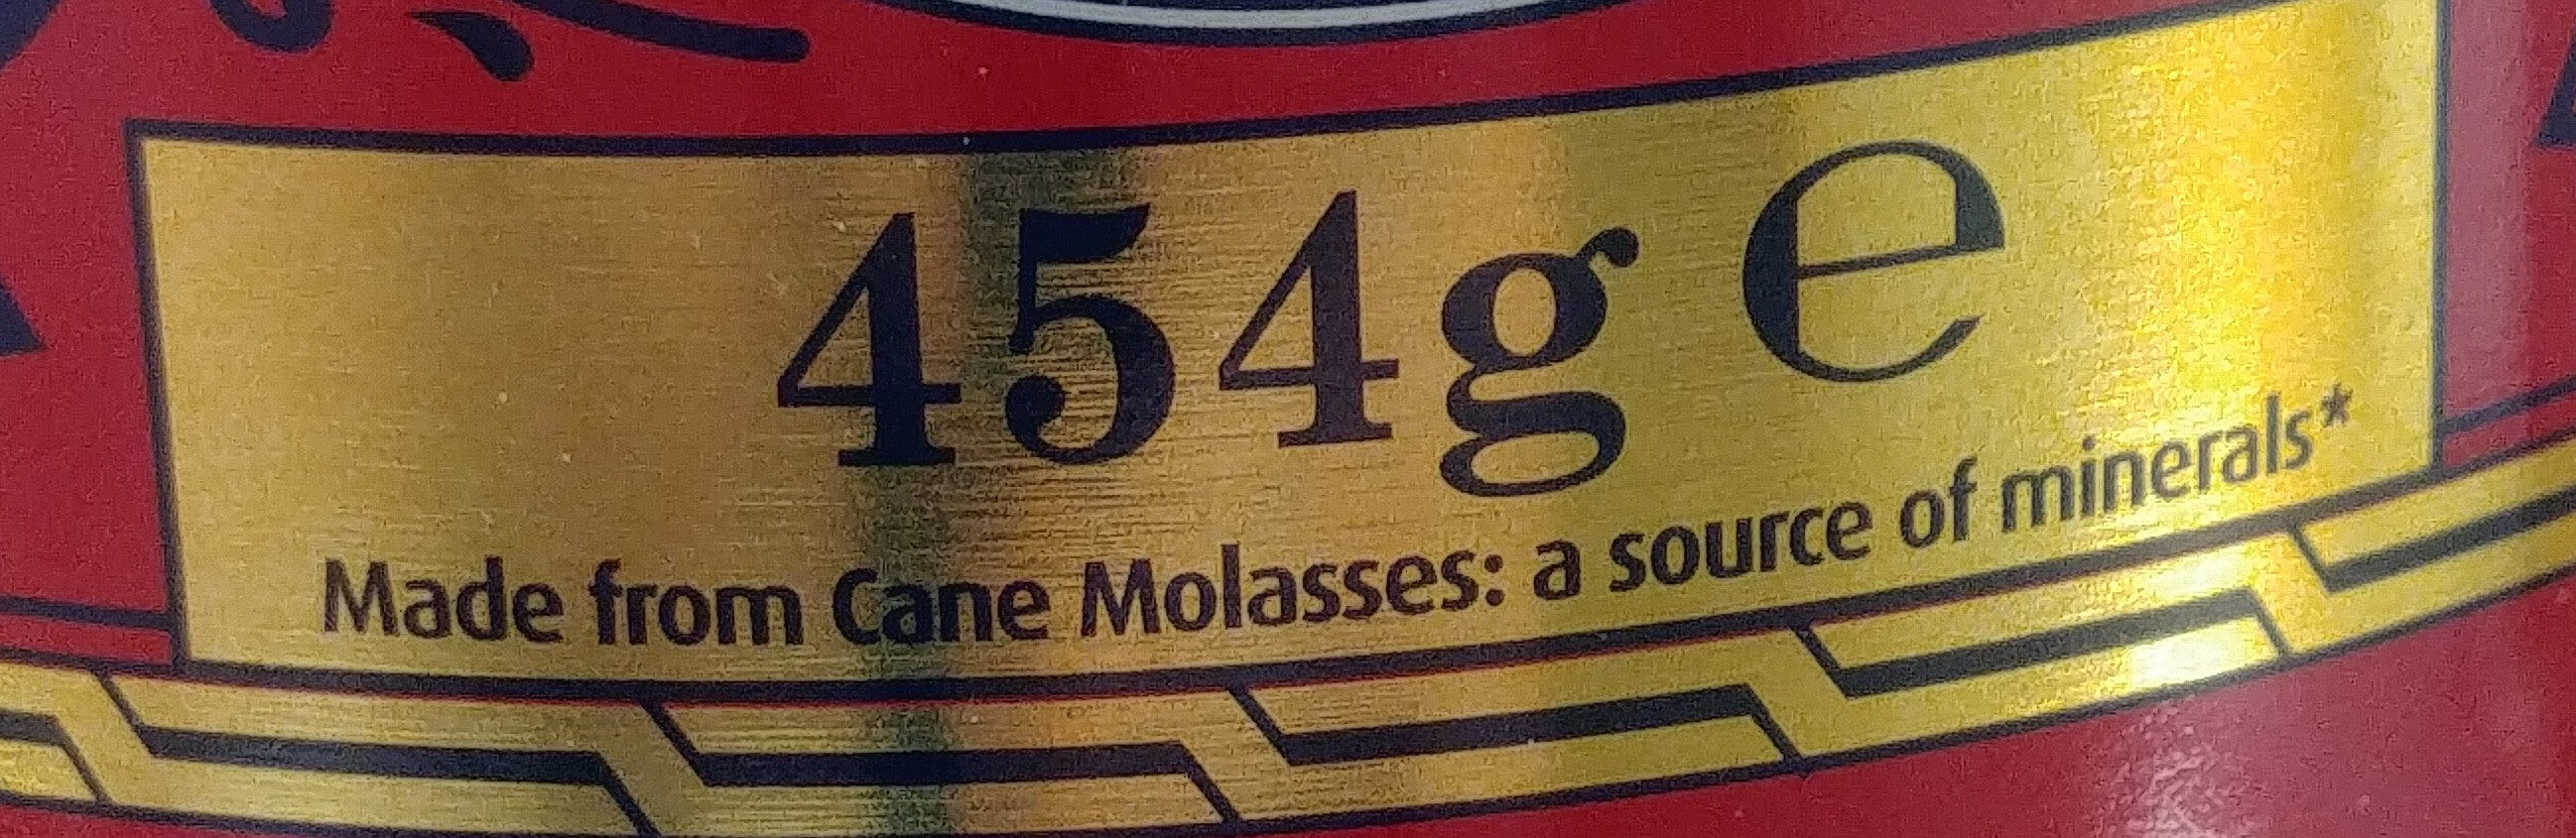 454g ℮
Made from Cane Molasses: a source of minerals*